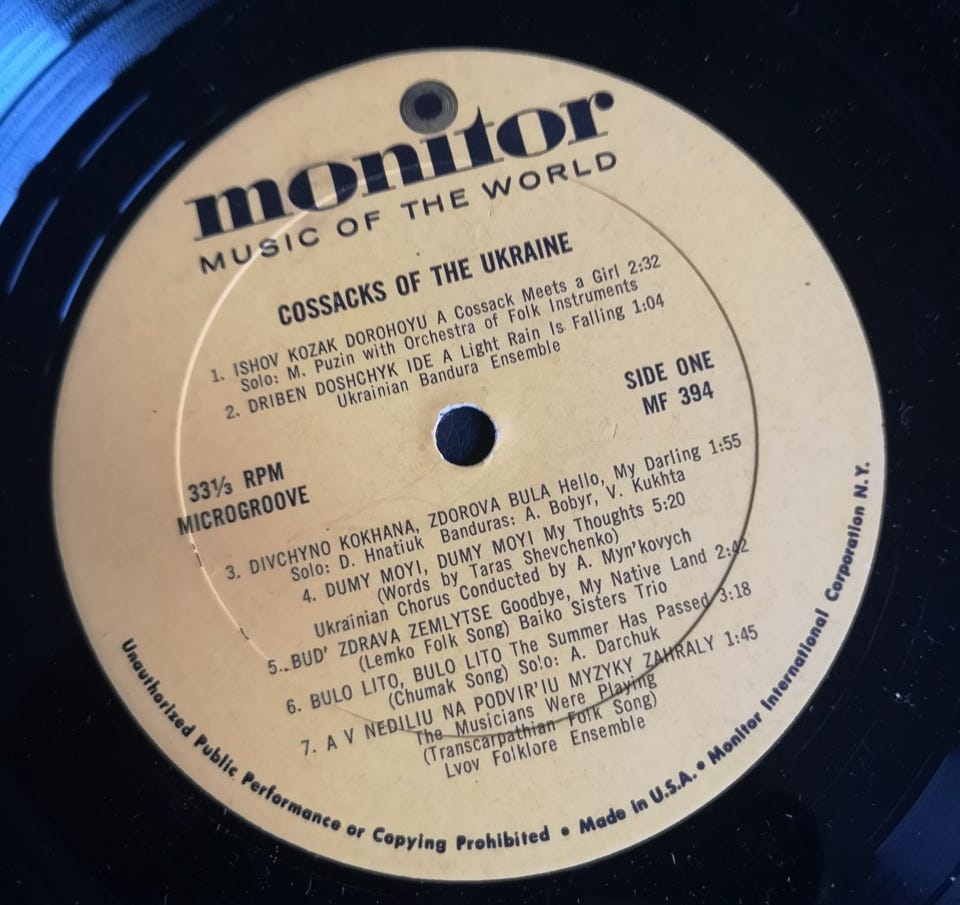 monitor
MUSIC OF THE WORLD
COSSACKS OF THE UKRAINE
1. ISHOV KOZAK DOROHOYU A Cossack Meets a Girl 2:32
Solo: M. Puzin with Orchestra of Folk Instruments
2. DRIBEN DOSHCHYK IDE A Light Rain Is Falling 1:04
Ukrainian Bandura Ensemble
SIDE ONE
MF 394
33⅓ RPM
MICROGROOVE
3. DIVCHYNO KOKHANA, ZDOROVA BULA Hello, My Darling 1:55
Solo: D. Hnatiuk Banduras: A. Bobyr, V. Kukhta
4. DUMY MOYI, DUMY MOYI My Thoughts 5:20
(Words by Taras Shevchenko)
Ukrainian Chorus Conducted by A. Myn'kovych
5. BUD' ZDRAVA ZEMLYTSE Goodbye, My Native Land 2:42
(Lemko Folk Song) Baiko Sisters Trio
6. BULO LITO, BULO LITO The Summer Has Passed 3:18
(Chumak Song) Solo: A. Darchuk
7. A V NEDILIU NA PODVIR'IU MYZYKY ZAHRALY 1:45
The Musicians Were Playing
(Transcarpathian Folk Song)
Lvov Folklore Ensemble
Unauthorized Public Performance or Copying Prohibited • Made in U.S.A. • Monitor International Corporation N.Y.